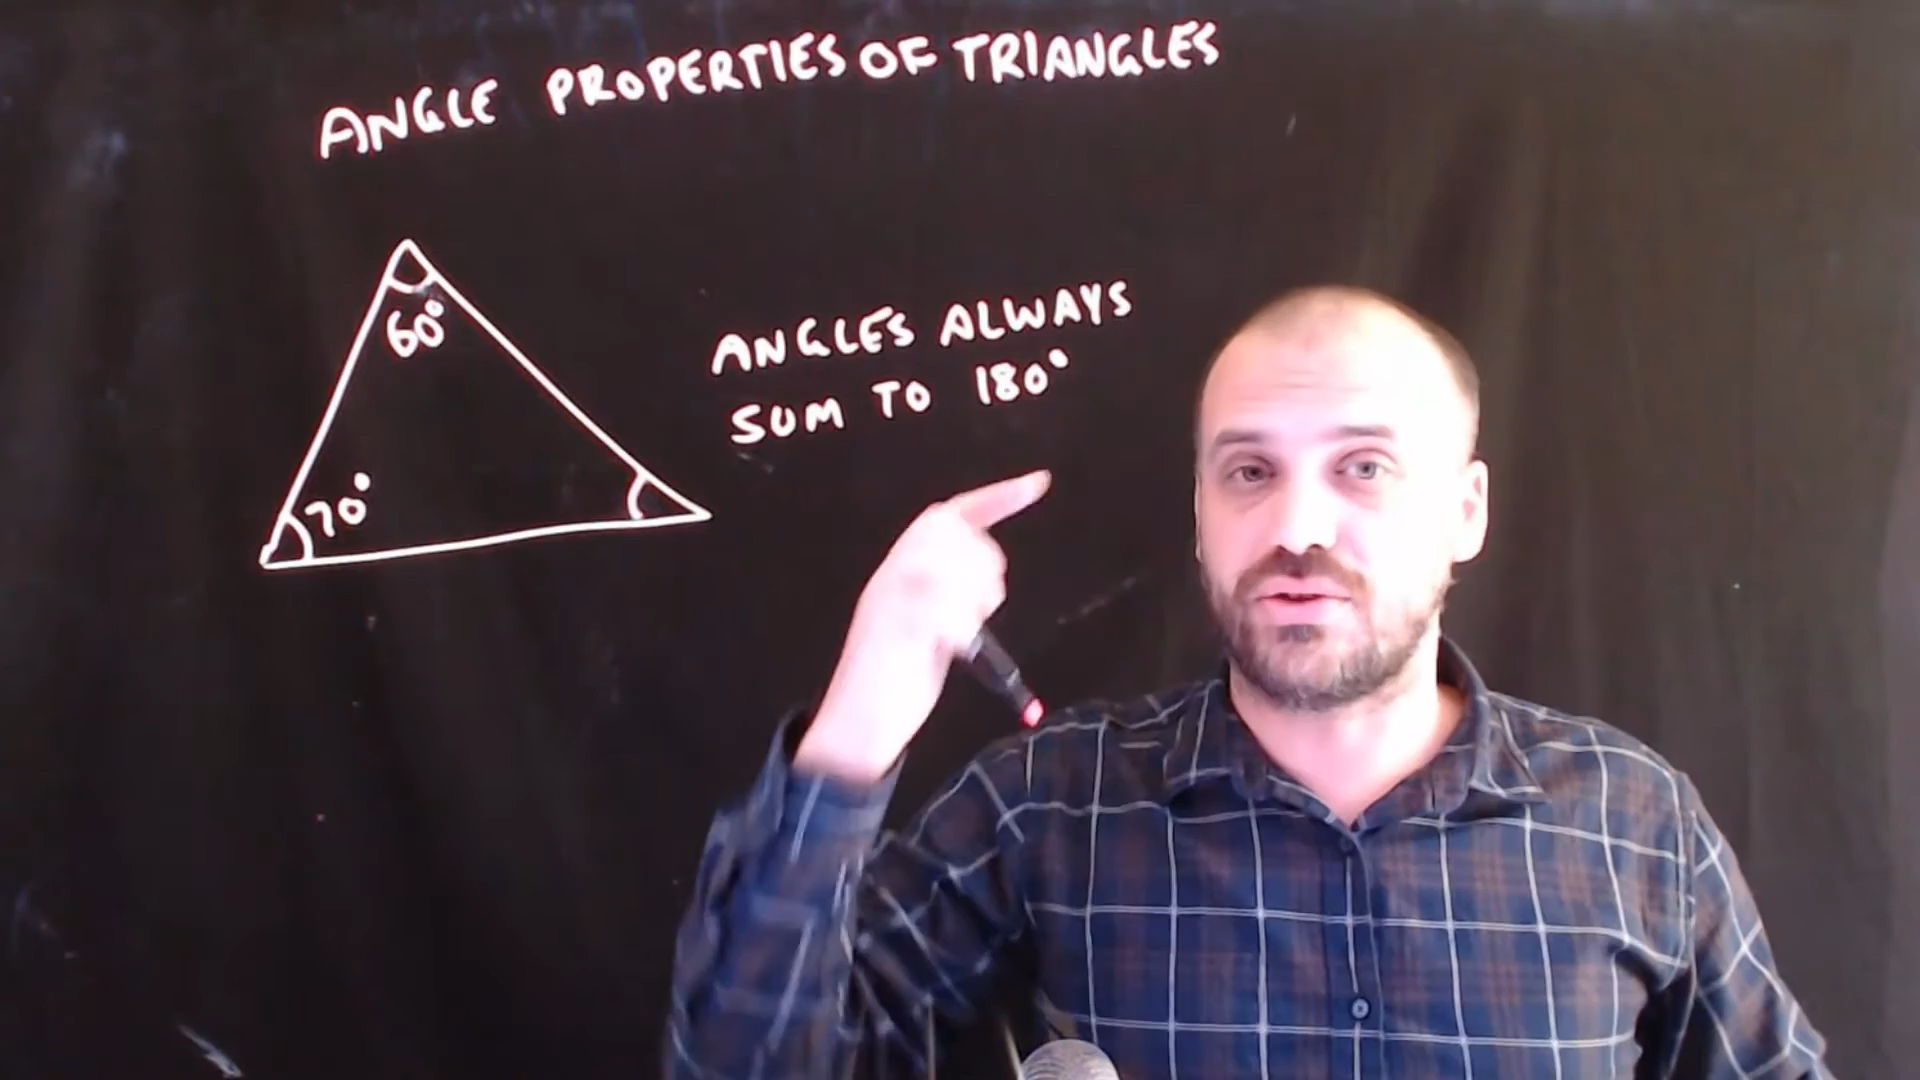 ANGLE PROPERTIES OF TRIANGLES
60°
ANGLES ALWAYS
SUM TO 180°
70°